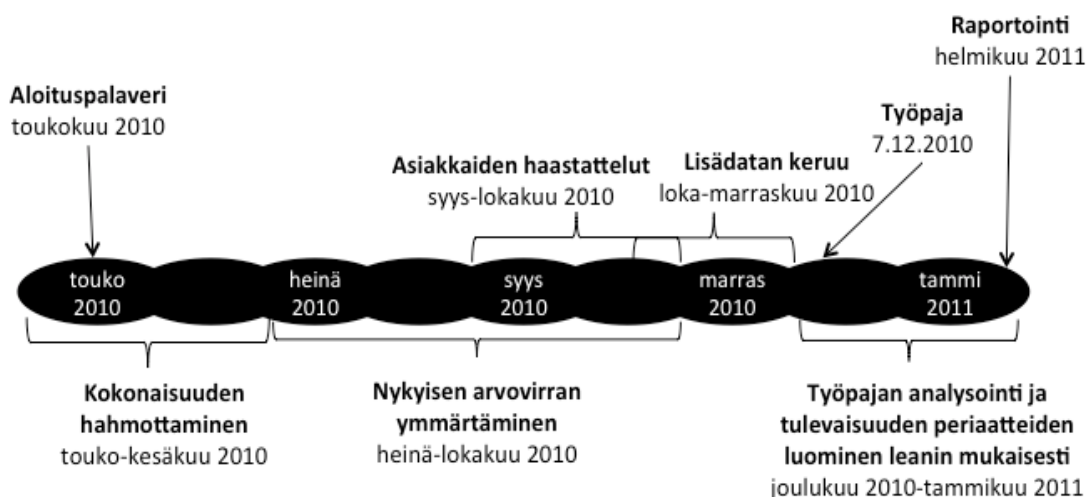 Raportointi
helmikuu 2011
Aloituspalaveri
toukokuu 2010
Työpaja
7.12.2010
Asiakkaiden haastattelut
syys-lokakuu 2010
Lisädatan keruu
loka-marraskuu 2010
touko
2010
heinä
2010
syys
2010
marras
2010
tammi
2011
Kokonaisuuden
hahmottaminen
touko-kesäkuu 2010
Nykyisen arvovirran
ymmärtäminen
heinä-lokakuu 2010
Työpajan analysointi ja
tulevaisuuden periaatteiden
luominen leanin mukaisesti
joulukuu 2010-tammikuu 2011